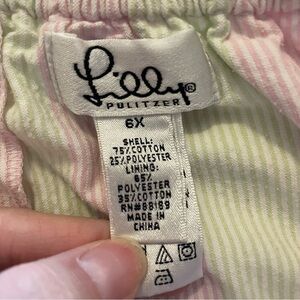 Lilly®
PULITZER
6X
SHELL:
75%COTTON
25%POLYESTER
LINING:
65%
POLYESTER
35%COTTON
RN#88189
MADE IN
CHINA